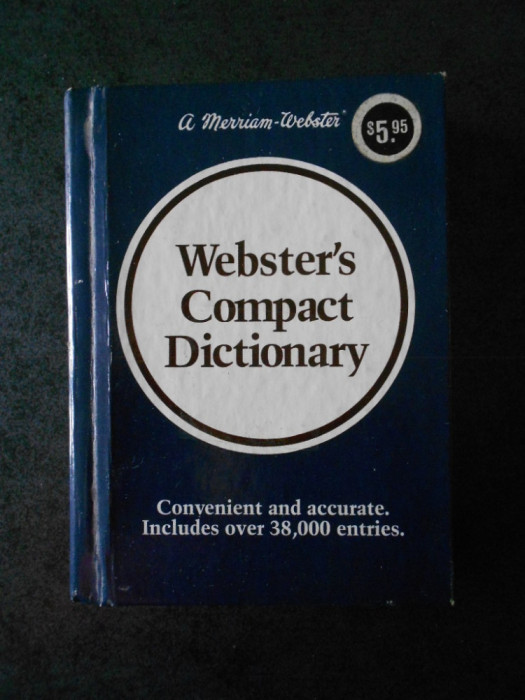 A Merriam-Webster®
$5.95
Webster's
Compact
Dictionary
Convenient and accurate.
Includes over 38,000 entries.